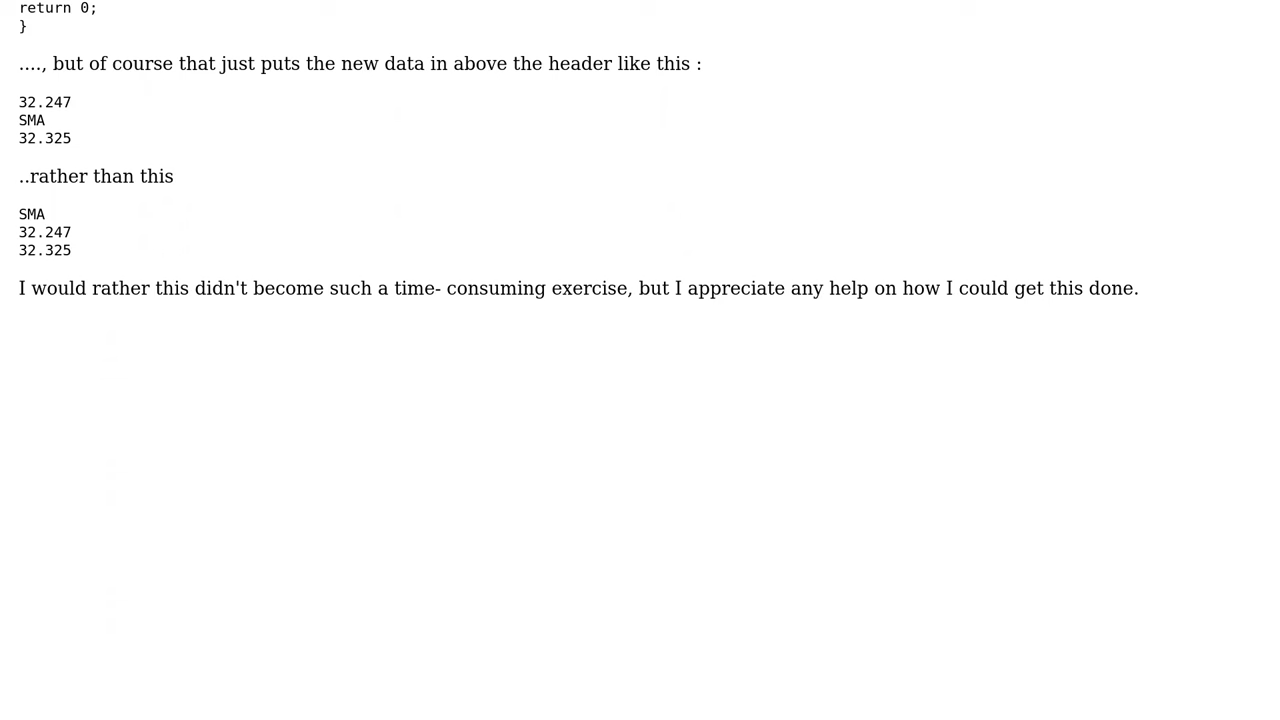 return 0;
}
...., but of course that just puts the new data in above the header like this :
32.247
SMA
32.325
..rather than this
SMA
32.247
32.325
I would rather this didn't become such a time- consuming exercise, but I appreciate any help on how I could get this done.